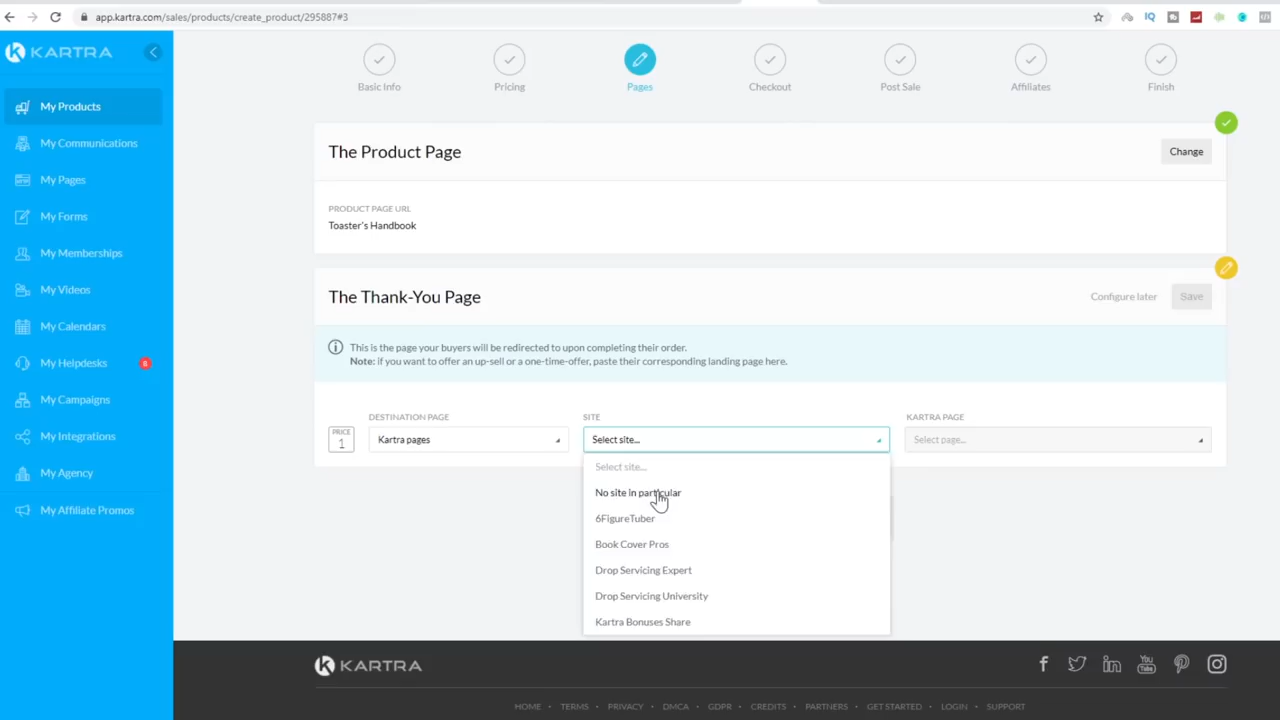 app.kartra.com/sales/products/create_product/295887#3
IQ
KARTRA
My Products
My Communications
My Pages
My Forms
My Memberships
My Videos
My Calendars
My Helpdesks
8
My Campaigns
My Integrations
My Agency
My Affiliate Promos
Basic Info
Pricing
Pages
Checkout
Post Sale
Affiliates
Finish
The Product Page
Change
PRODUCT PAGE URL
Toaster's Handbook
The Thank-You Page
Configure later
Save
This is the page your buyers will be redirected to upon completing their order.
Note: if you want to offer an up-sell or a one-time-offer, paste their corresponding landing page here.
DESTINATION PAGE
SITE
KARTRA PAGE
PRICE
1
Kartra pages
Select site...
Select page...
Select site...
No site in particular
6FigureTuber
Book Cover Pros
Drop Servicing Expert
Drop Servicing University
Kartra Bonuses Share
KARTRA
You
Tube
HOME • TERMS • PRIVACY • DMCA • GDPR • CREDITS • PARTNERS • GET STARTED • LOGIN • SUPPORT